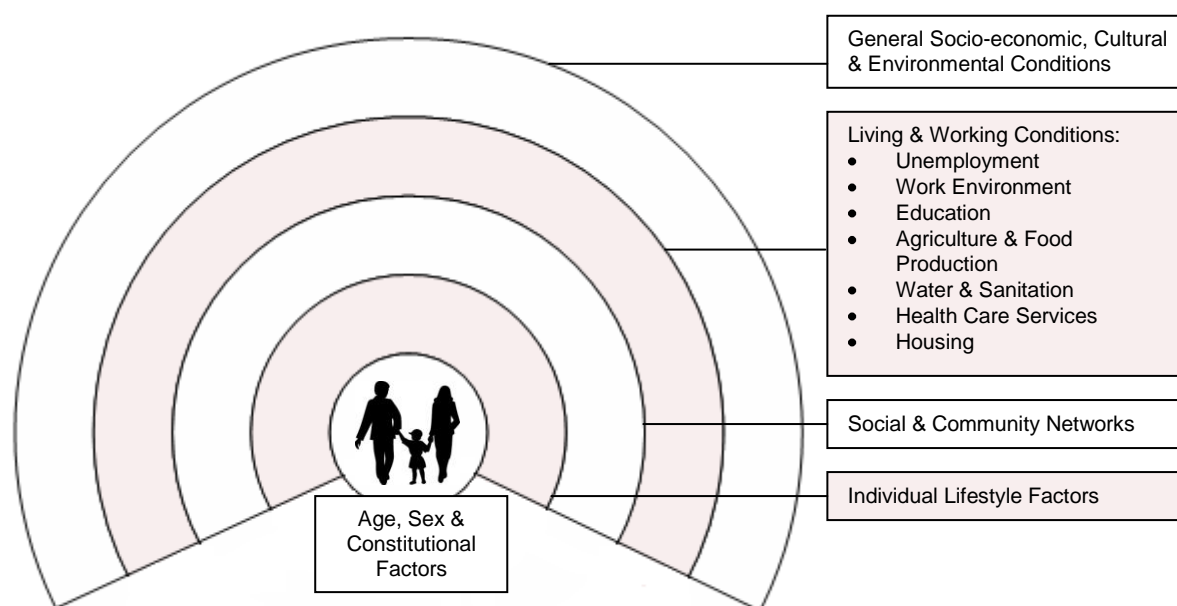 General Socio-economic, Cultural
& Environmental Conditions
Living & Working Conditions:
• Unemployment
• Work Environment
• Education
• Agriculture & Food
Production
• Water & Sanitation
• Health Care Services
• Housing
Social & Community Networks
Individual Lifestyle Factors
Age, Sex &
Constitutional
Factors